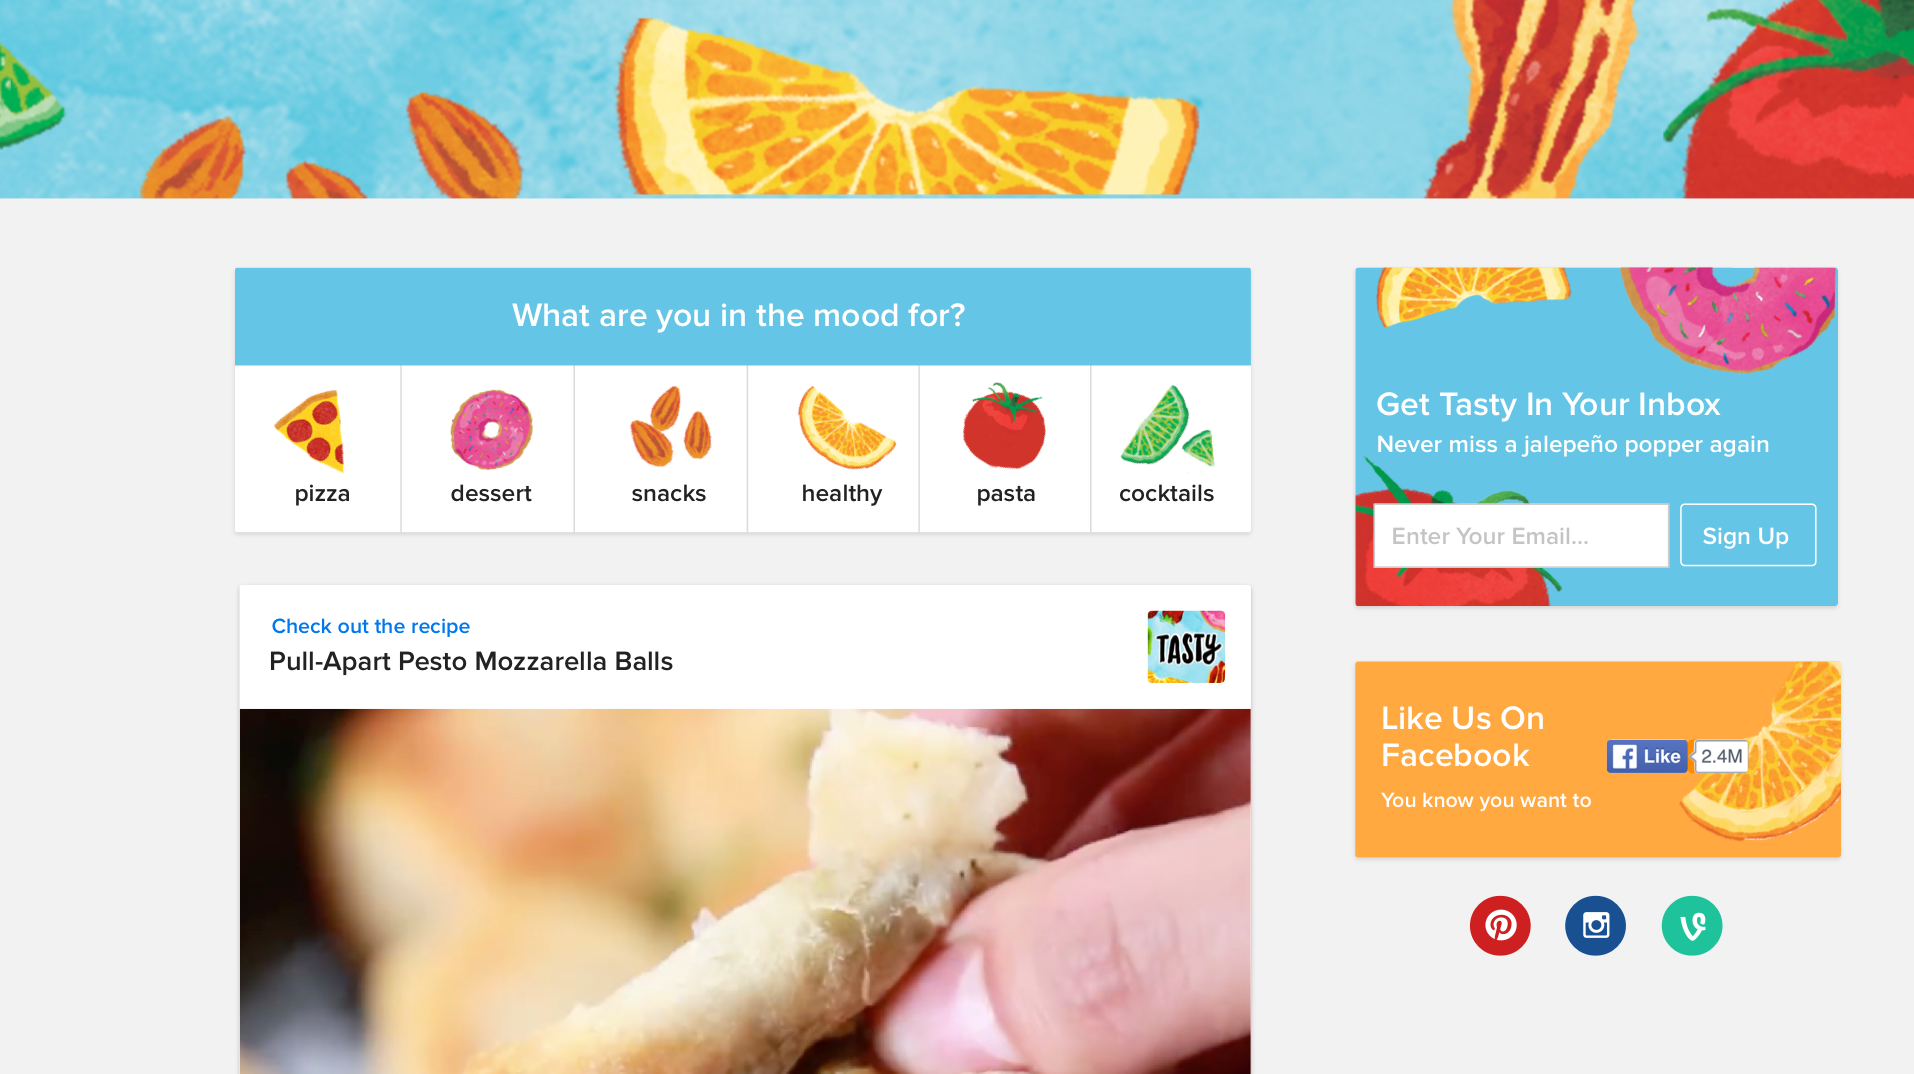 What are you in the mood for?
pizza
dessert
snacks
healthy
pasta
cocktails
Check out the recipe
Pull-Apart Pesto Mozzarella Balls
TASTY
Get Tasty In Your Inbox
Never miss a jalepeño popper again
Enter Your Email...
Sign Up
Like Us On
Facebook
Like
2.4M
You know you want to